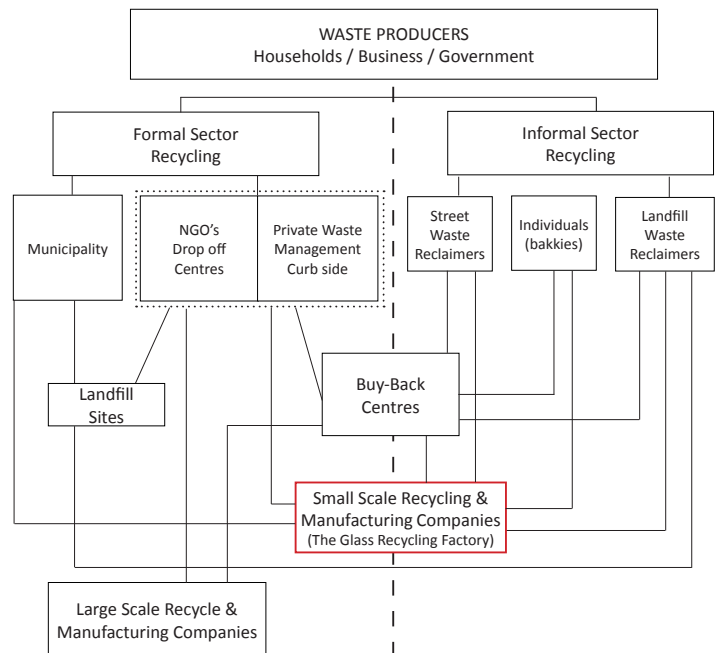 WASTE PRODUCERS
Households / Business / Government
Formal Sector
Recycling
Informal Sector
Recycling
Municipality
NGO's
Drop off
Centres
Private Waste
Management
Curb side
Street
Waste
Reclaimers
Individuals
(bakkies)
Landfill
Waste
Reclaimers
Landfill
Sites
Buy-Back
Centres
Small Scale Recycling &
Manufacturing Companies
(The Glass Recycling Factory)
Large Scale Recycle &
Manufacturing Companies